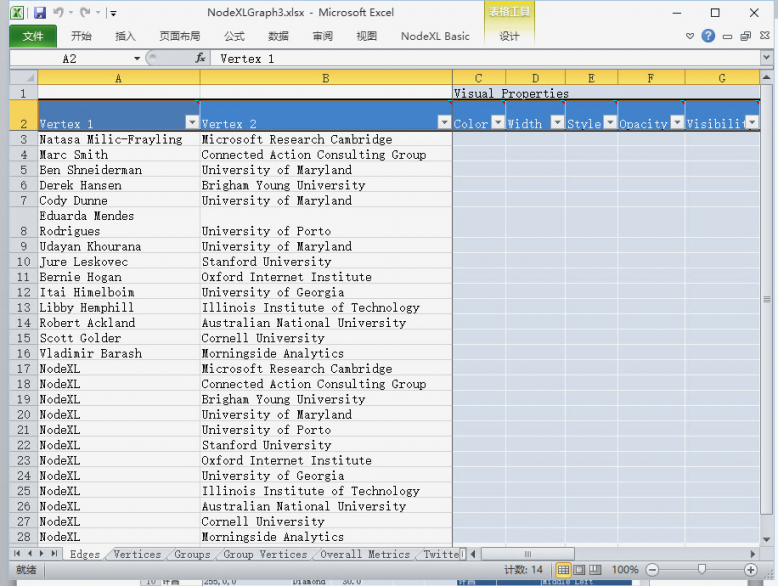 NodeXLGraph3.xlsx - Microsoft Excel
表格工具
文件 开始 插入 页面布局 公式 数据 审阅 视图 NodeXL Basic 设计
A2 fx Vertex 1
A B C D E F G
1 Visual Properties
2 Vertex 1 Vertex 2 Color Width Style Opacity Visibility
3 Natasa Milic-Frayling Microsoft Research Cambridge
4 Marc Smith Connected Action Consulting Group
5 Ben Shneiderman University of Maryland
6 Derek Hansen Brigham Young University
7 Cody Dunne University of Maryland
Eduarda Mendes
8 Rodrigues University of Porto
9 Udayan Khourana University of Maryland
10 Jure Leskovec Stanford University
11 Bernie Hogan Oxford Internet Institute
12 Itai Himelboim University of Georgia
13 Libby Hemphill Illinois Institute of Technology
14 Robert Ackland Australian National University
15 Scott Golder Cornell University
16 Vladimir Barash Morningside Analytics
17 NodeXL Microsoft Research Cambridge
18 NodeXL Connected Action Consulting Group
19 NodeXL Brigham Young University
20 NodeXL University of Maryland
21 NodeXL University of Porto
22 NodeXL Stanford University
23 NodeXL Oxford Internet Institute
24 NodeXL University of Georgia
25 NodeXL Illinois Institute of Technology
26 NodeXL Australian National University
27 NodeXL Cornell University
28 NodeXL Morningside Analytics
Edges Vertices Groups Group Vertices Overall Metrics Twitte
就绪 计数: 14 100%